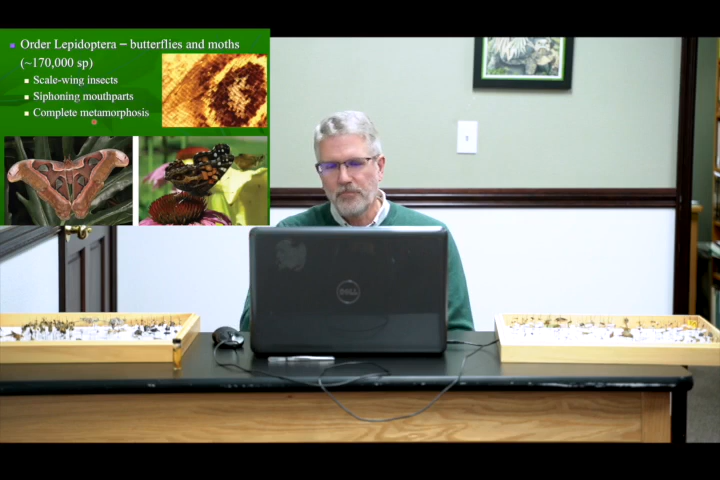 Order Lepidoptera – butterflies and moths
(~170,000 sp)
Scale-wing insects
Siphoning mouthparts
Complete metamorphosis
DELL